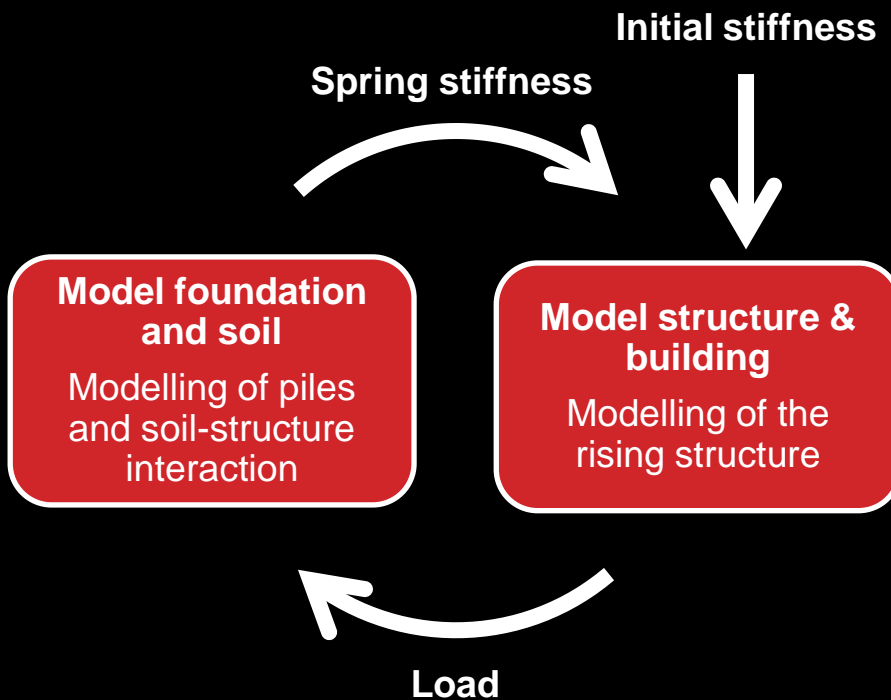 Initial stiffness
Spring stiffness
Model foundation
and soil
Modelling of piles
and soil-structure
interaction
Model structure &
building
Modelling of the
rising structure
Load